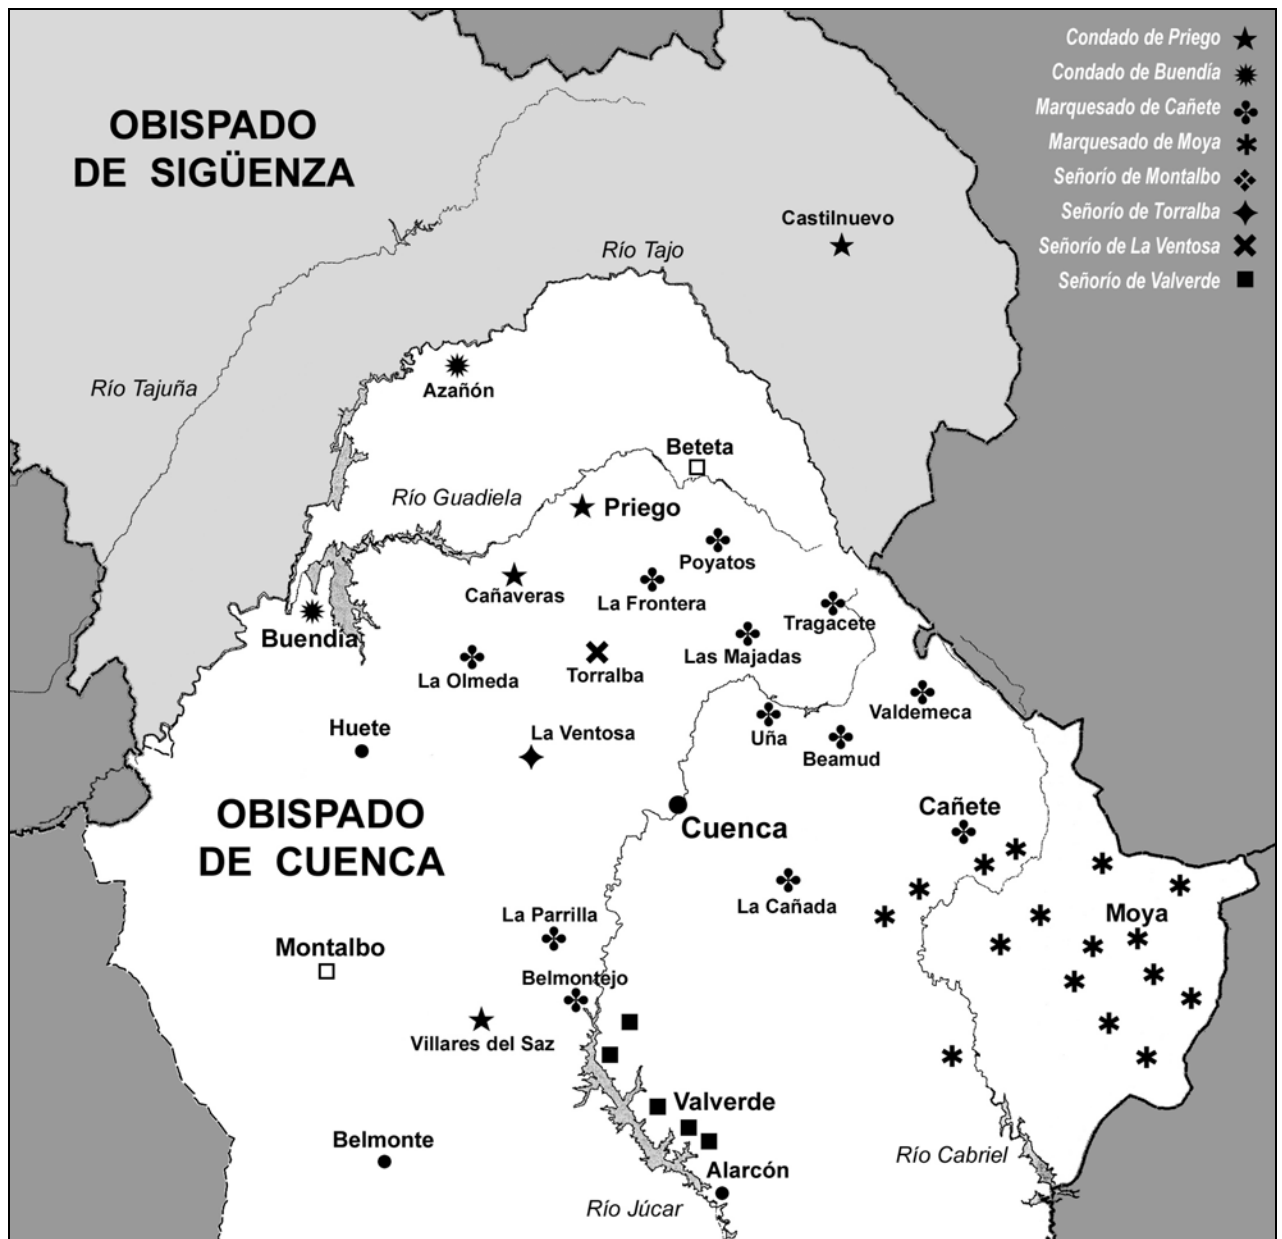 Condado de Priego
Condado de Buendía
Marquesado de Cañete
Marquesado de Moya
Señorío de Montalbo
Señorío de Torralba
Señorío de La Ventosa
Señorío de Valverde
OBISPADO
DE SIGÜENZA
Castilnuevo
Río Tajo
Río Tajuña
Azañón
Beteta
Río Guadiela
Priego
Poyatos
Cañaveras
La Frontera
Tragacete
Buendía
Las Majadas
La Olmeda
Torralba
Valdemeca
Huete
La Ventosa
Uña
Beamud
OBISPADO
DE CUENCA
Cañete
Cuenca
La Cañada
La Parrilla
Moya
Montalbo
Belmontejo
Villares del Saz
Valverde
Belmonte
Alarcón
Río Cabriel
Río Júcar